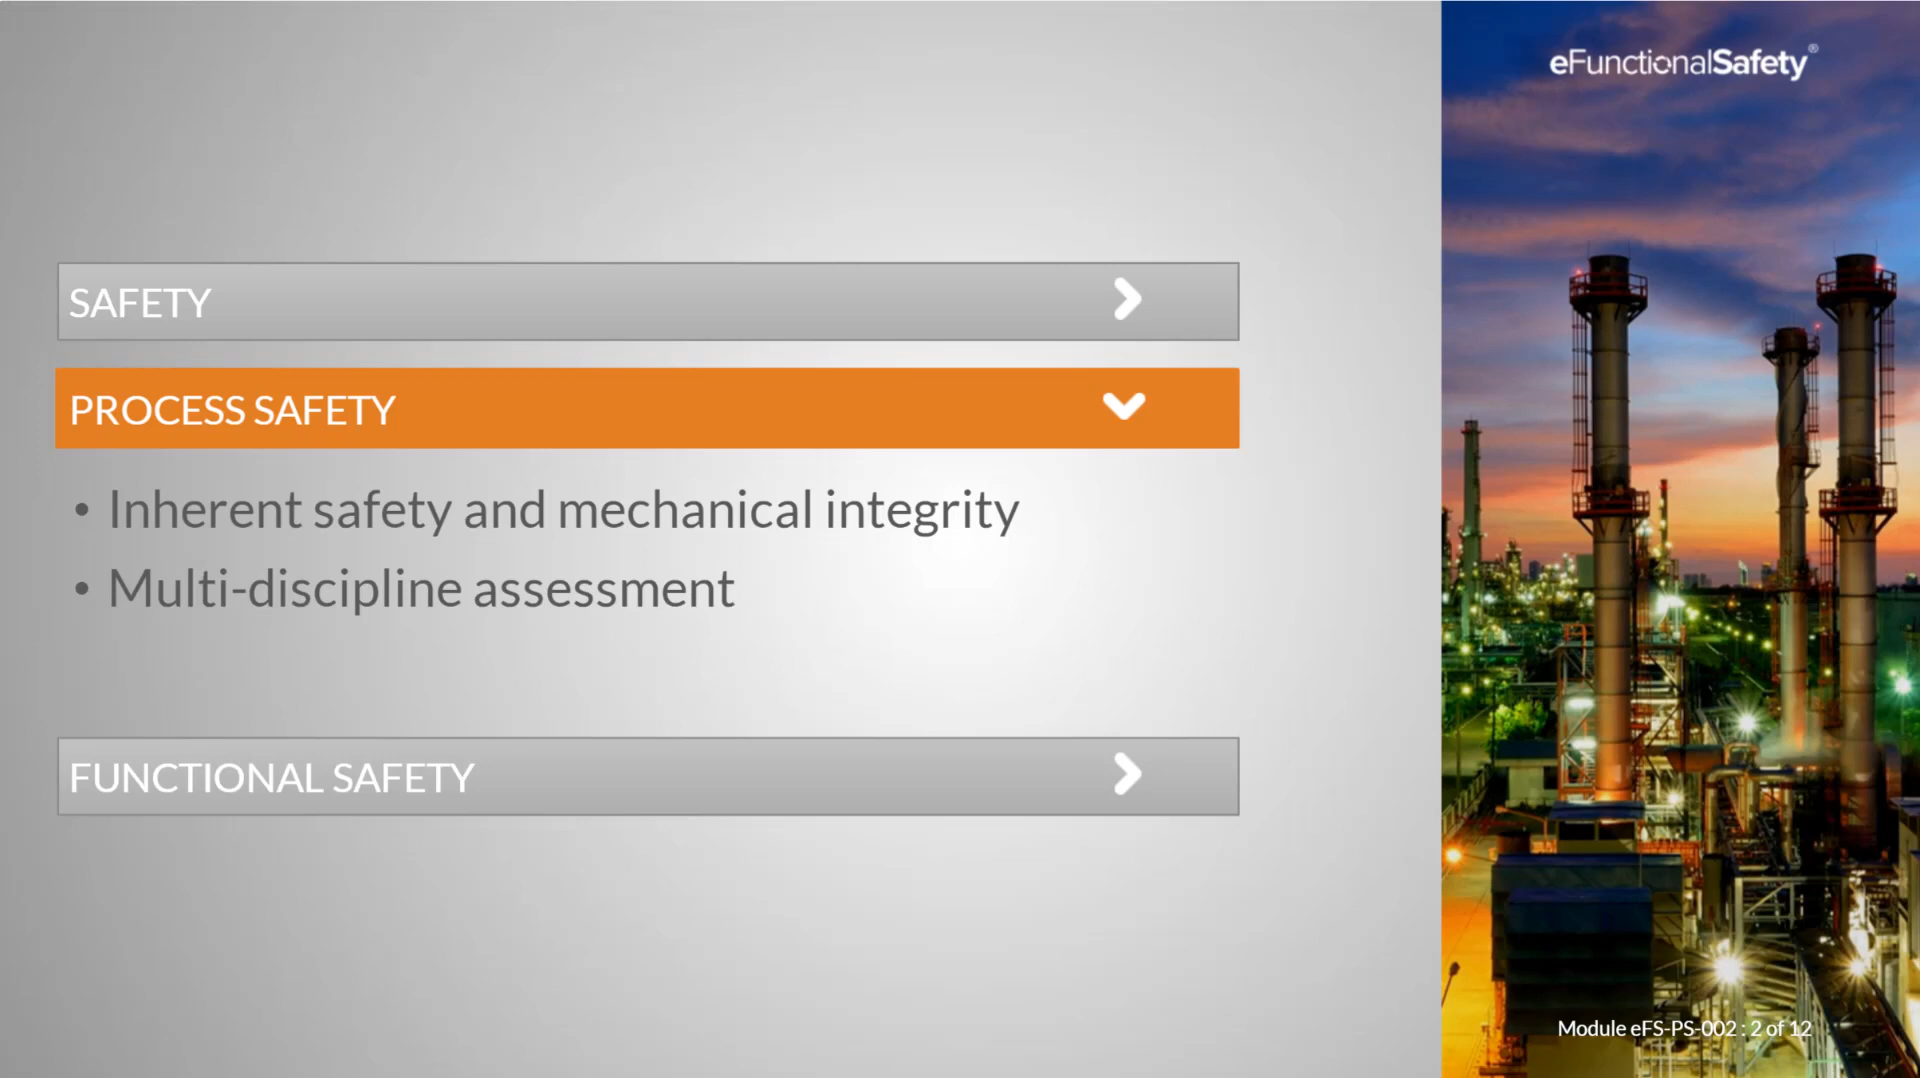 eFunctionalSafety®
SAFETY
PROCESS SAFETY
• Inherent safety and mechanical integrity
• Multi-discipline assessment
FUNCTIONAL SAFETY
Module eFS-PS-002 : 2 of 12